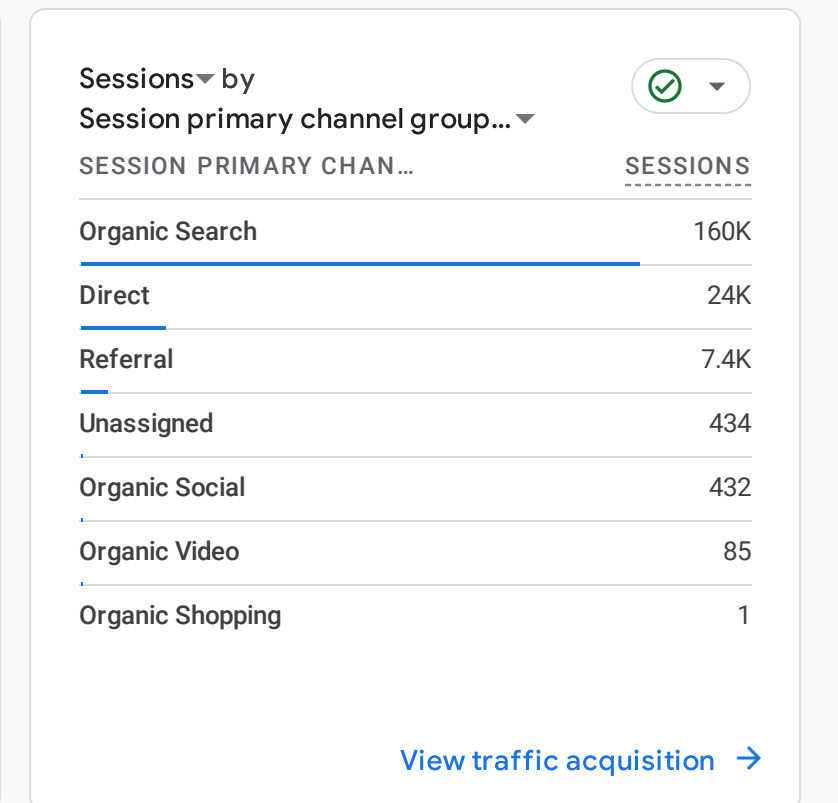 Sessions by
Session primary channel group...
SESSION PRIMARY CHAN... SESSIONS
Organic Search 160K
Direct 24K
Referral 7.4K
Unassigned 434
Organic Social 432
Organic Video 85
Organic Shopping 1
View traffic acquisition